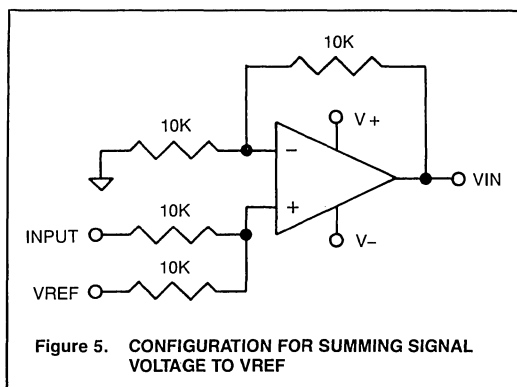 10K
10K
V +
−
VIN
+
10K
INPUT
V−
10K
VREF
Figure 5. CONFIGURATION FOR SUMMING SIGNAL
VOLTAGE TO VREF